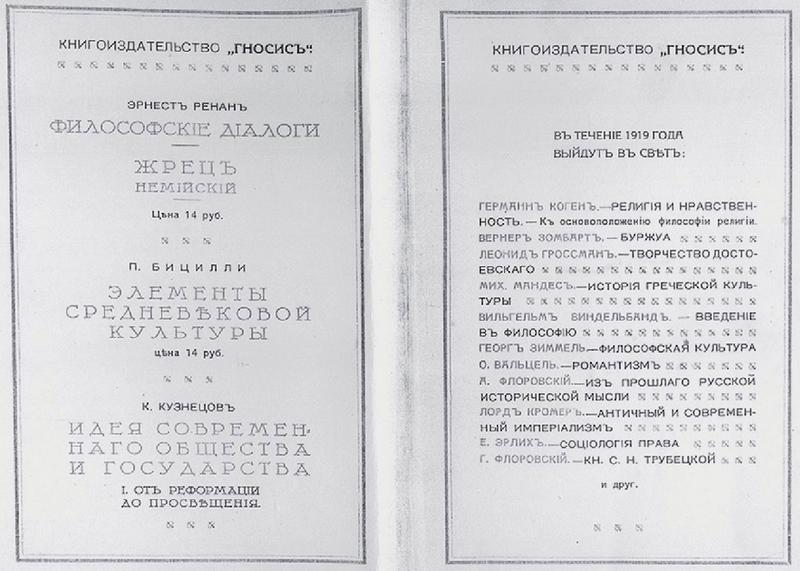 КНИГОИЗДАТЕЛЬСТВО „ГНОСИСЪ“:
ЭРНЕСТЪ РЕНАНЪ
ФИЛОСОФСКІЕ ДІАЛОГИ
ЖРЕЦЪ
НЕМІЙСКІЙ
Цѣна 14 руб.
П. БИЦИЛЛИ
ЭЛЕМЕНТЫ
СРЕДНЕВѢКОВОЙ
КУЛЬТУРЫ
цѣна 14 руб.
К. КУЗНЕЦОВЪ
ИДЕЯ СОВРЕМЕН-
НАГО ОБЩЕСТВА
И ГОСУДАРСТВА
I. ОТЪ РЕФОРМАЦІИ
ДО ПРОСВѢЩЕНІЯ.
КНИГОИЗДАТЕЛЬСТВО „ГНОСИСЪ“:
ВЪ ТЕЧЕНІЕ 1919 ГОДА
ВЫЙДУТЪ ВЪ СВѢТЪ:
ГЕРМАННЪ КОГЕНЪ.—РЕЛИГІЯ И НРАВСТВЕН-
НОСТЬ.—Къ основоположенію философіи религіи.
ВЕРНЕРЪ ЗОМБАРТЪ.—БУРЖУА
ЛЕОНИДЪ ГРОССМАНЪ.—ТВОРЧЕСТВО ДОСТО-
ЕВСКАГО
МИХ. МАНДЕСЪ.—ИСТОРІЯ ГРЕЧЕСКОЙ КУЛЬ-
ТУРЫ
ВИЛЬГЕЛЬМЪ ВИНДЕЛЬБАНДЪ. — ВВЕДЕНІЕ
ВЪ ФИЛОСОФІЮ
ГЕОРГЪ ЗИММЕЛЬ.—ФИЛОСОФСКАЯ КУЛЬТУРА
О. ВАЛЬЦЕЛЬ.—РОМАНТИЗМЪ
А. ФЛОРОВСКІЙ.—ИЗЪ ПРОШЛАГО РУССКОЙ
ИСТОРИЧЕСКОЙ МЫСЛИ
ЛОРДЪ КРОМЕРЪ.—АНТИЧНЫЙ И СОВРЕМЕН-
НЫЙ ИМПЕРІАЛИЗМЪ
Е. ЭРЛИХЪ.—СОЦІОЛОГІЯ ПРАВА
Г. ФЛОРОВСКІЙ.—КН. С. Н. ТРУБЕЦКОЙ
и друг.